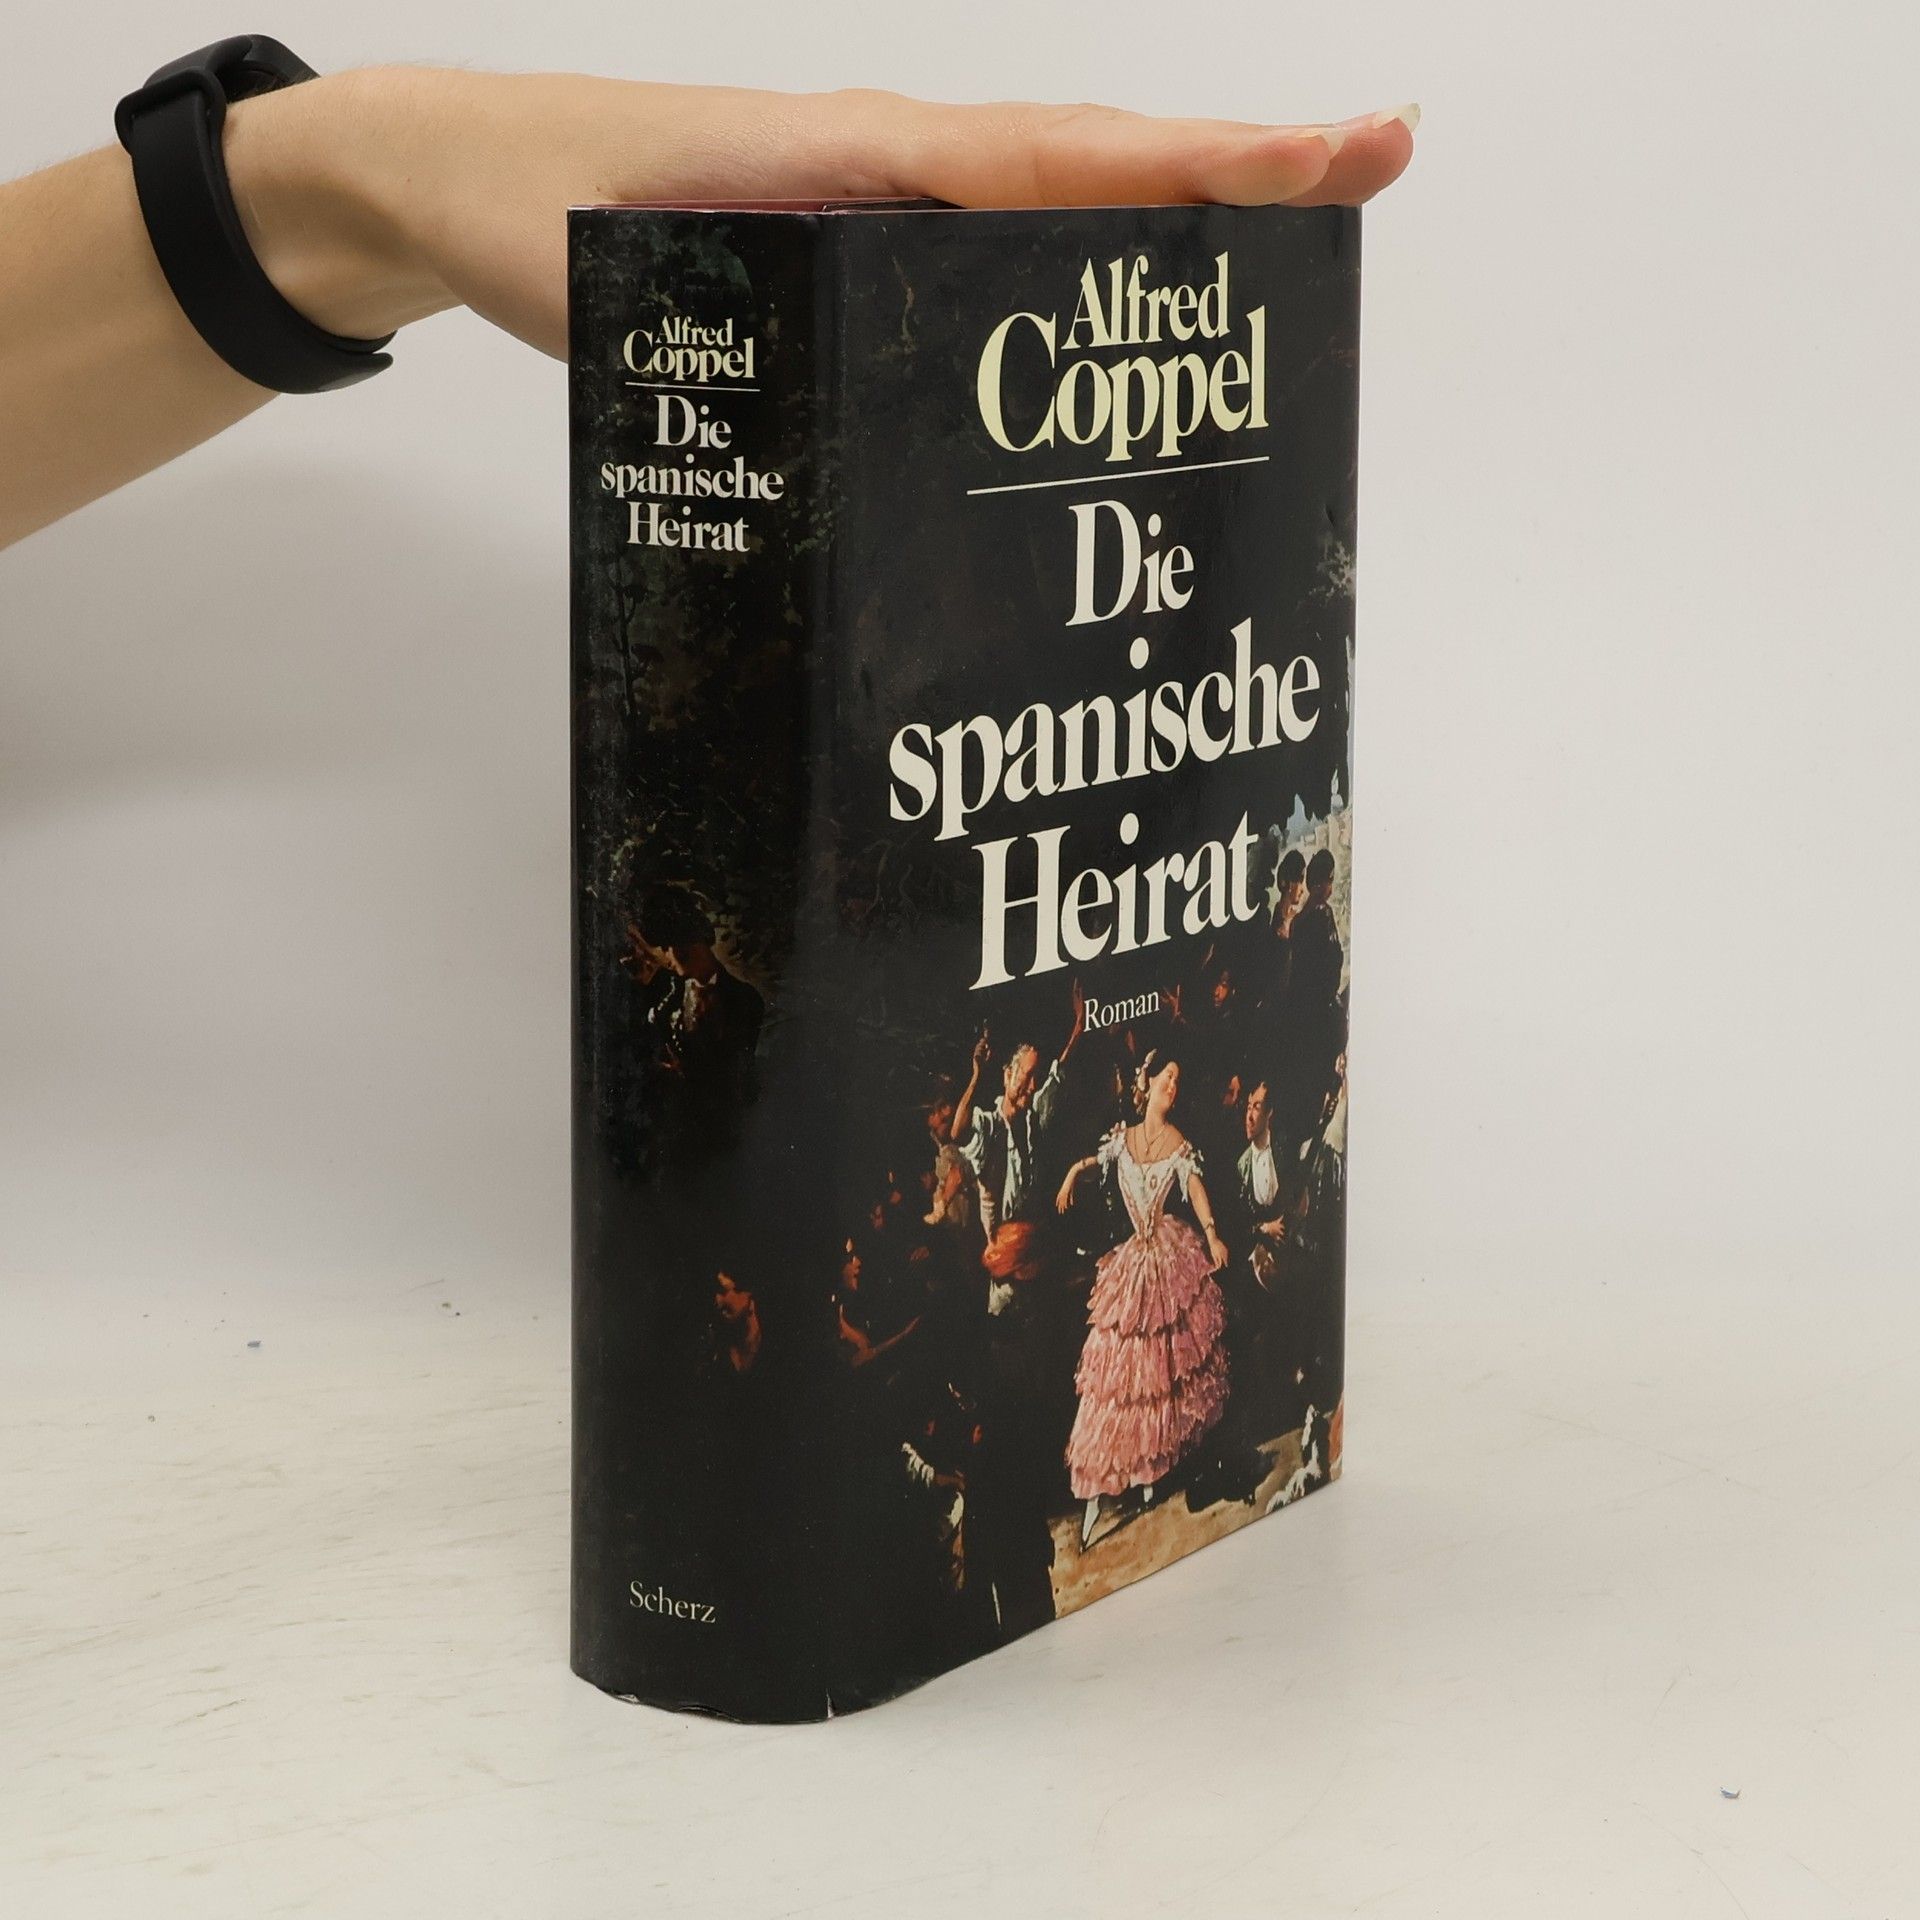 Alfred
Coppel
Die
spanische
Heirat
Scherz
Alfred
Coppel
Die
spanische
Heirat
Roman